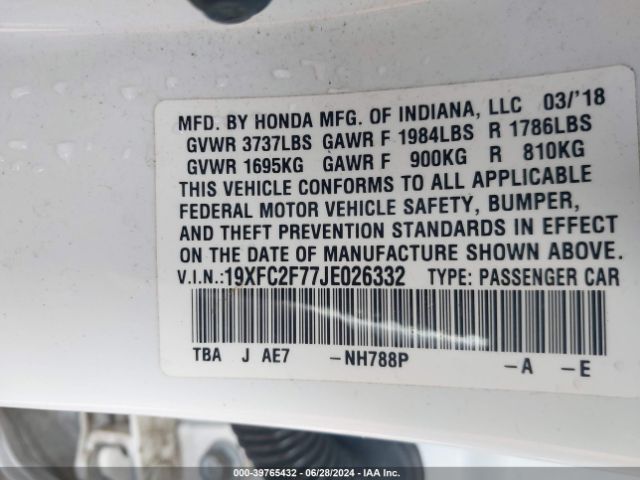 MFD. BY HONDA MFG. OF INDIANA, LLC 03/'18
GVWR 3737LBS GAWR F 1984LBS R 1786LBS
GVWR 1695KG GAWR F 900KG R 810KG
THIS VEHICLE CONFORMS TO ALL APPLICABLE
FEDERAL MOTOR VEHICLE SAFETY, BUMPER,
AND THEFT PREVENTION STANDARDS IN EFFECT
ON THE DATE OF MANUFACTURE SHOWN ABOVE.
V.I.N.:19XFC2F77JE026332 TYPE: PASSENGER CAR
TBA J AE7 -NH788P -A -E
000-39765432 - 06/28/2024 - IAA Inc.